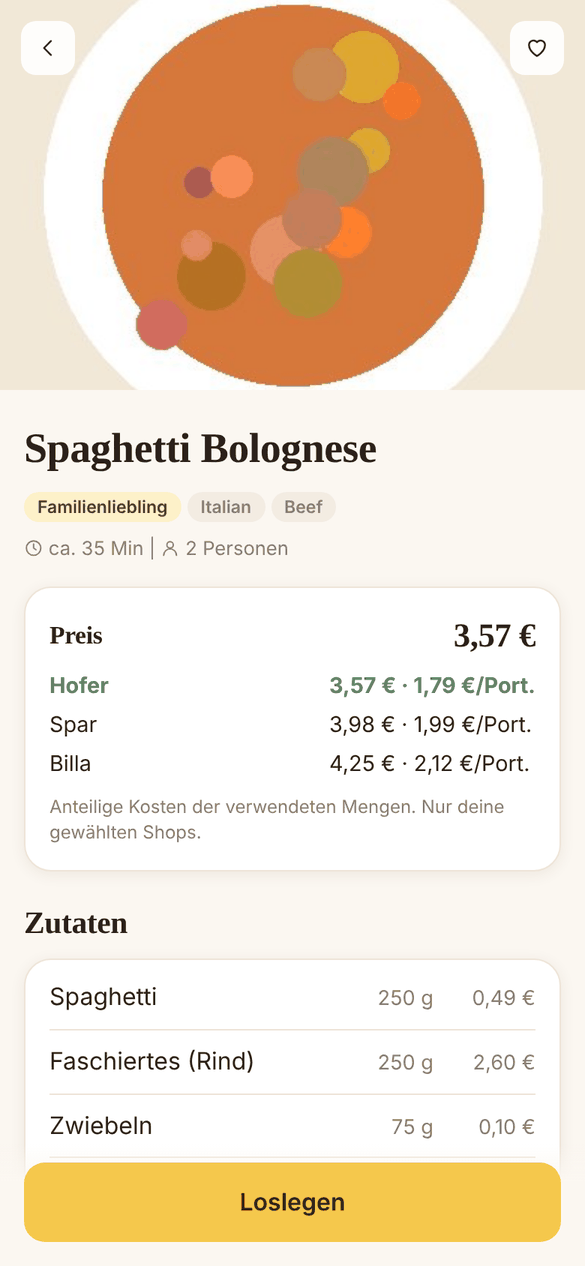 Spaghetti Bolognese
Familienliebling Italian Beef
ca. 35 Min | 2 Personen
Preis 3,57 €
Hofer 3,57 € · 1,79 €/Port.
Spar 3,98 € · 1,99 €/Port.
Billa 4,25 € · 2,12 €/Port.
Anteilige Kosten der verwendeten Mengen. Nur deine
gewählten Shops.
Zutaten
Spaghetti 250 g 0,49 €
Faschiertes (Rind) 250 g 2,60 €
Zwiebeln 75 g 0,10 €
Loslegen